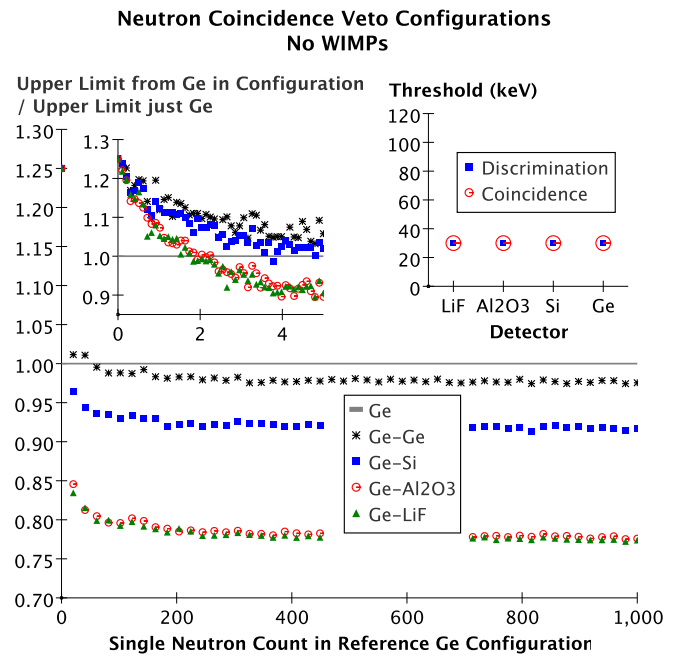 Neutron Coincidence Veto Configurations
No WIMPs
Upper Limit from Ge in Configuration
/ Upper Limit just Ge
Threshold (keV)
1.30
1.25
1.20
1.15
1.10
1.05
1.00
0.95
0.90
0.85
0.80
0.75
0.70
1.3
1.2
1.1
1.0
0.9
0
2
4
120
100
80
60
40
20
0
Discrimination
Coincidence
LiF
Al2O3
Si
Ge
Detector
Ge
Ge–Ge
Ge–Si
Ge–Al2O3
Ge–LiF
0
200
400
600
800
1,000
Single Neutron Count in Reference Ge Configuration